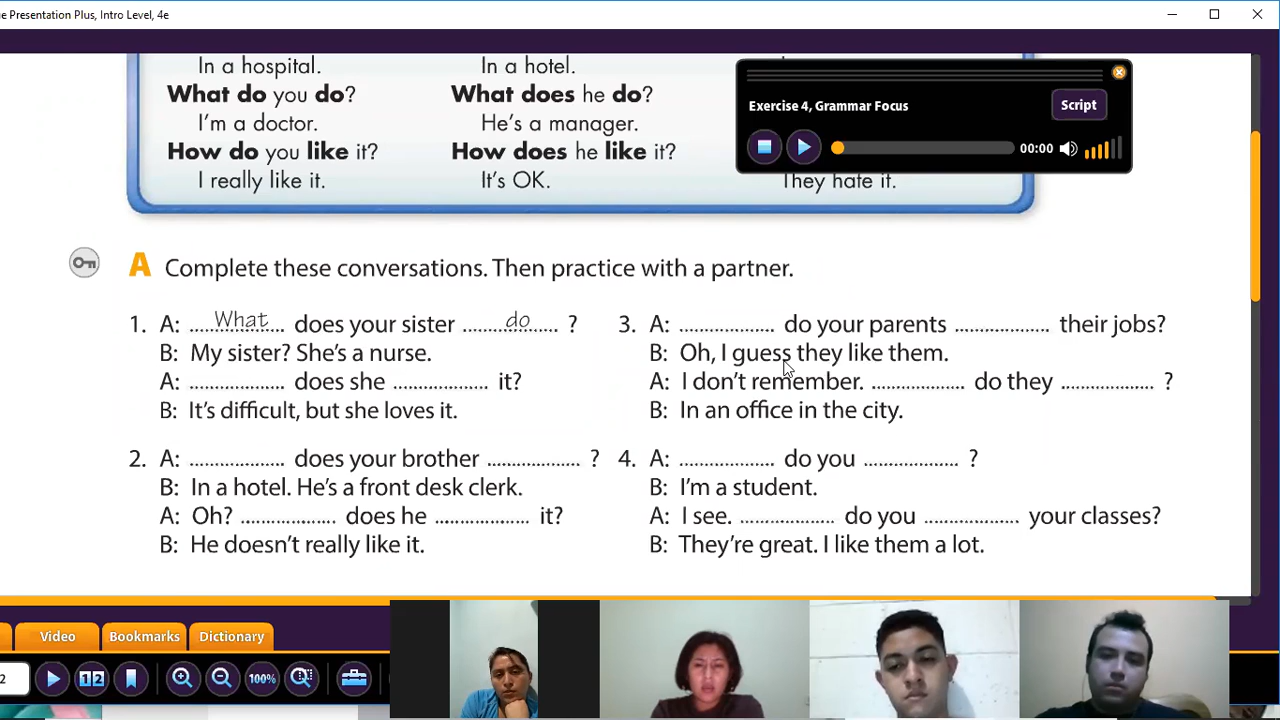 e Presentation Plus, Intro Level, 4e
In a hospital.
In a hotel.
What do you do?
What does he do?
I'm a doctor.
He's a manager.
How do you like it?
How does he like it?
I really like it.
It's OK.
They hate it.
Exercise 4, Grammar Focus
Script
00:00
A Complete these conversations. Then practice with a partner.
1. A: What does your sister do ?
B: My sister? She's a nurse.
A: .................... does she .................... it?
B: It's difficult, but she loves it.
2. A: .................... does your brother .................... ?
B: In a hotel. He's a front desk clerk.
A: Oh? .................... does he .................... it?
B: He doesn't really like it.
3. A: .................... do your parents .................... their jobs?
B: Oh, I guess they like them.
A: I don't remember. .................... do they .................... ?
B: In an office in the city.
4. A: .................... do you .................... ?
B: I'm a student.
A: I see. .................... do you .................... your classes?
B: They're great. I like them a lot.
Video
Bookmarks
Dictionary
2
12
100%